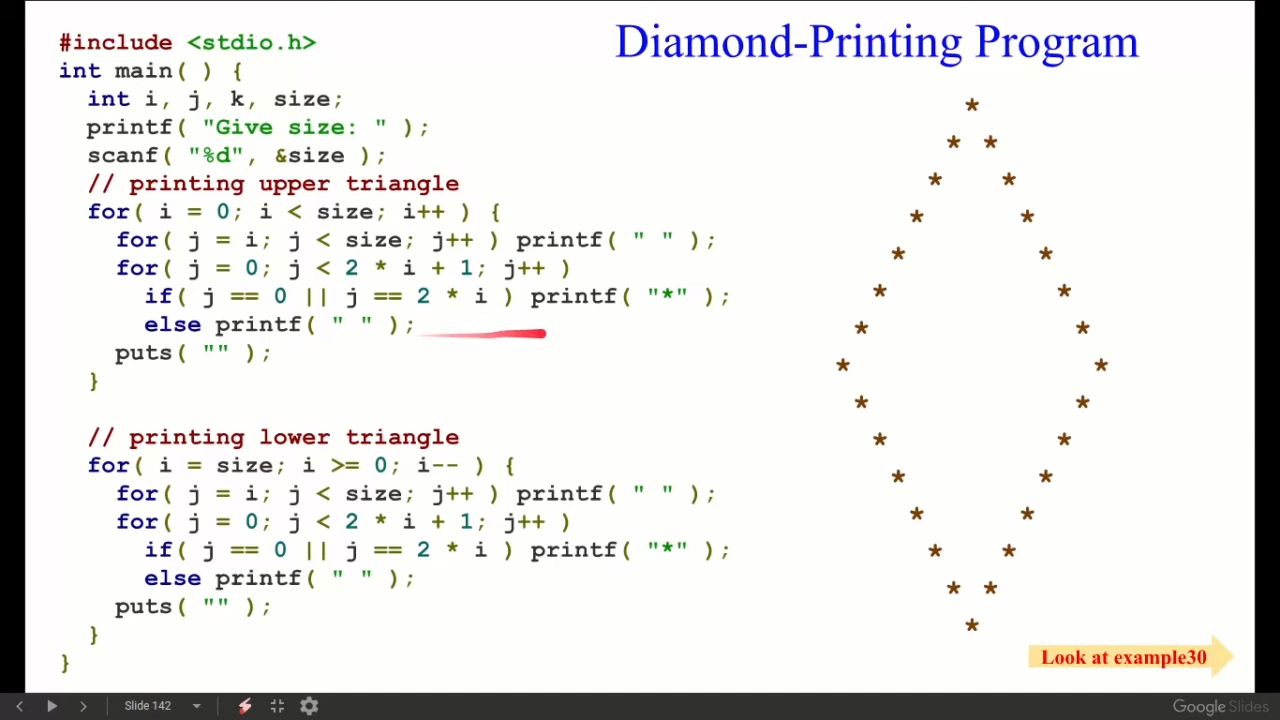 Diamond-Printing Program
#include <stdio.h>
int main( ) {
  int i, j, k, size;
  printf( "Give size: " );
  scanf( "%d", &size );
  // printing upper triangle
  for( i = 0; i < size; i++ ) {
    for( j = i; j < size; j++ ) printf( " " );
    for( j = 0; j < 2 * i + 1; j++ )
      if( j == 0 || j == 2 * i ) printf( "*" );
      else printf( " " );
    puts( "" );
  }
  // printing lower triangle
  for( i = size; i >= 0; i-- ) {
    for( j = i; j < size; j++ ) printf( " " );
    for( j = 0; j < 2 * i + 1; j++ )
      if( j == 0 || j == 2 * i ) printf( "*" );
      else printf( " " );
    puts( "" );
  }
}
       *
      * *
     *   *
    *     *
   *       *
  *         *
 *           *
*             *
 *           *
  *         *
   *       *
    *     *
     *   *
      * *
       *
Look at example30
Slide 142
Google Slides